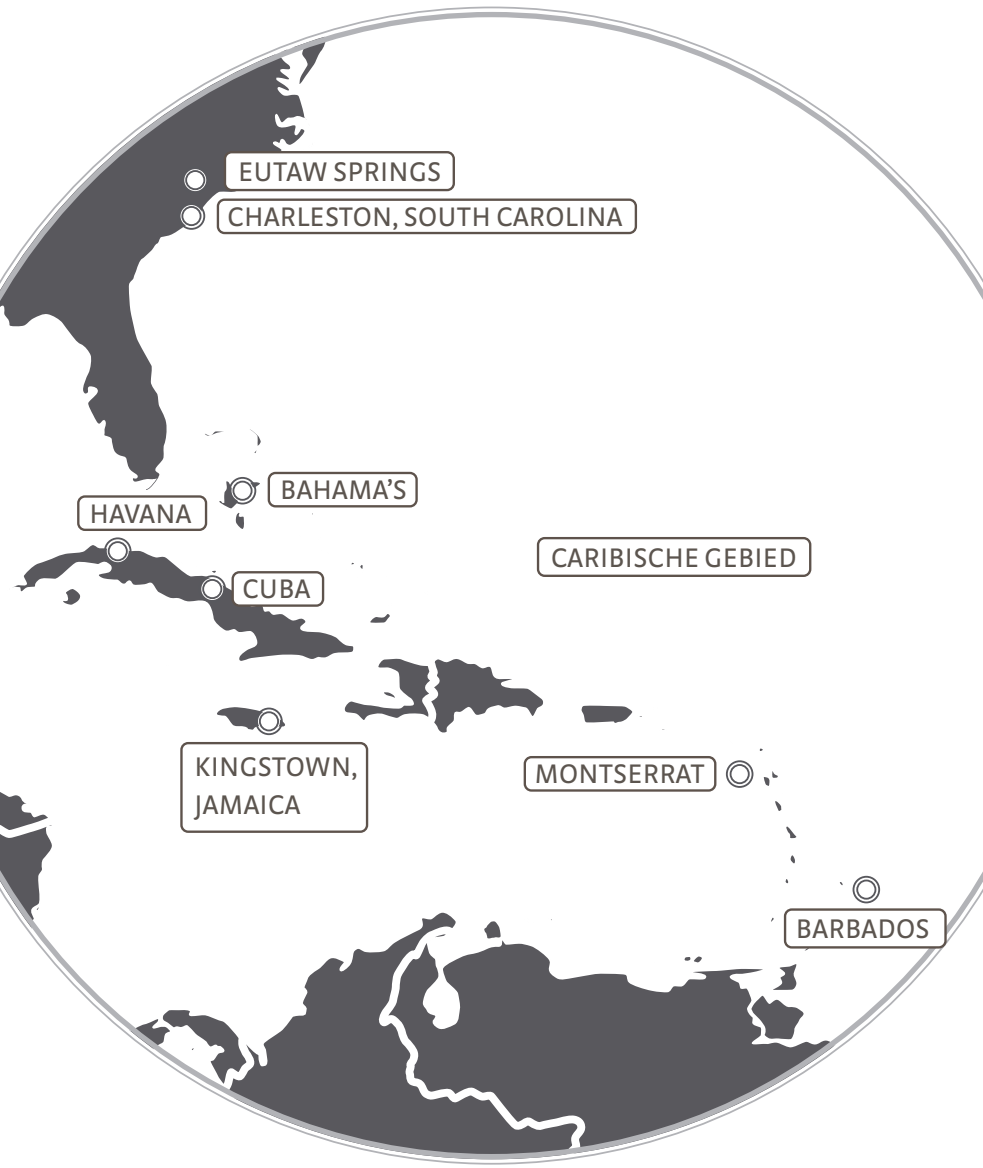 EUTAW SPRINGS
CHARLESTON, SOUTH CAROLINA
BAHAMA’S
HAVANA
CARIBISCHE GEBIED
CUBA
KINGSTOWN,
JAMAICA
MONTSERRAT
BARBADOS